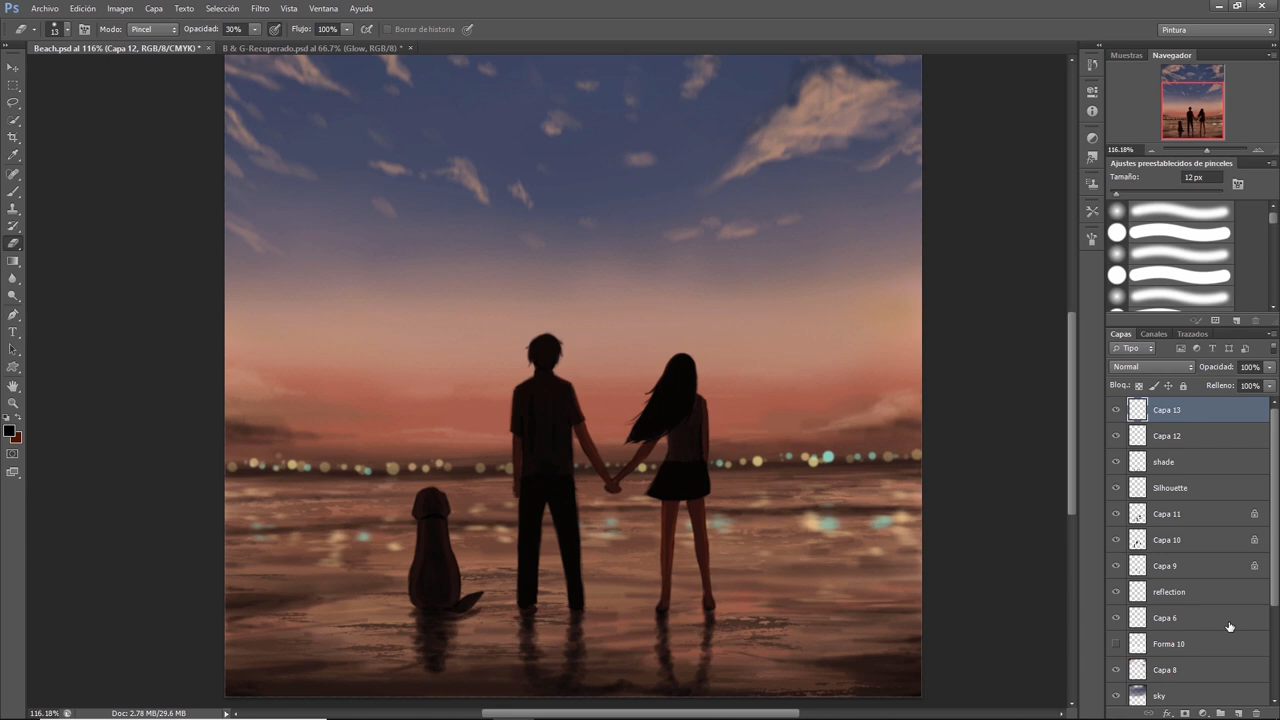 Ps Archivo Edición Imagen Capa Texto Selección Filtro Vista Ventana Ayuda
13 Modo: Pincel Opacidad: 30% Flujo: 100% Borrar de historia Pintura
Beach.psd al 116% (Capa 12, RGB/8/CMYK) * × B & G-Recuperado.psd al 66.7% (Glow, RGB/8) * ×
Muestras Navegador
116.18%
Ajustes preestablecidos de pinceles
Tamaño: 12 px
Capas Canales Trazados
Tipo
Normal Opacidad: 100%
Bloq.: Relleno: 100%
Capa 13
Capa 12
shade
Silhouette
Capa 11
Capa 10
Capa 9
reflection
Capa 6
Forma 10
Capa 8
sky
116.18% Doc: 2.78 MB/29.6 MB